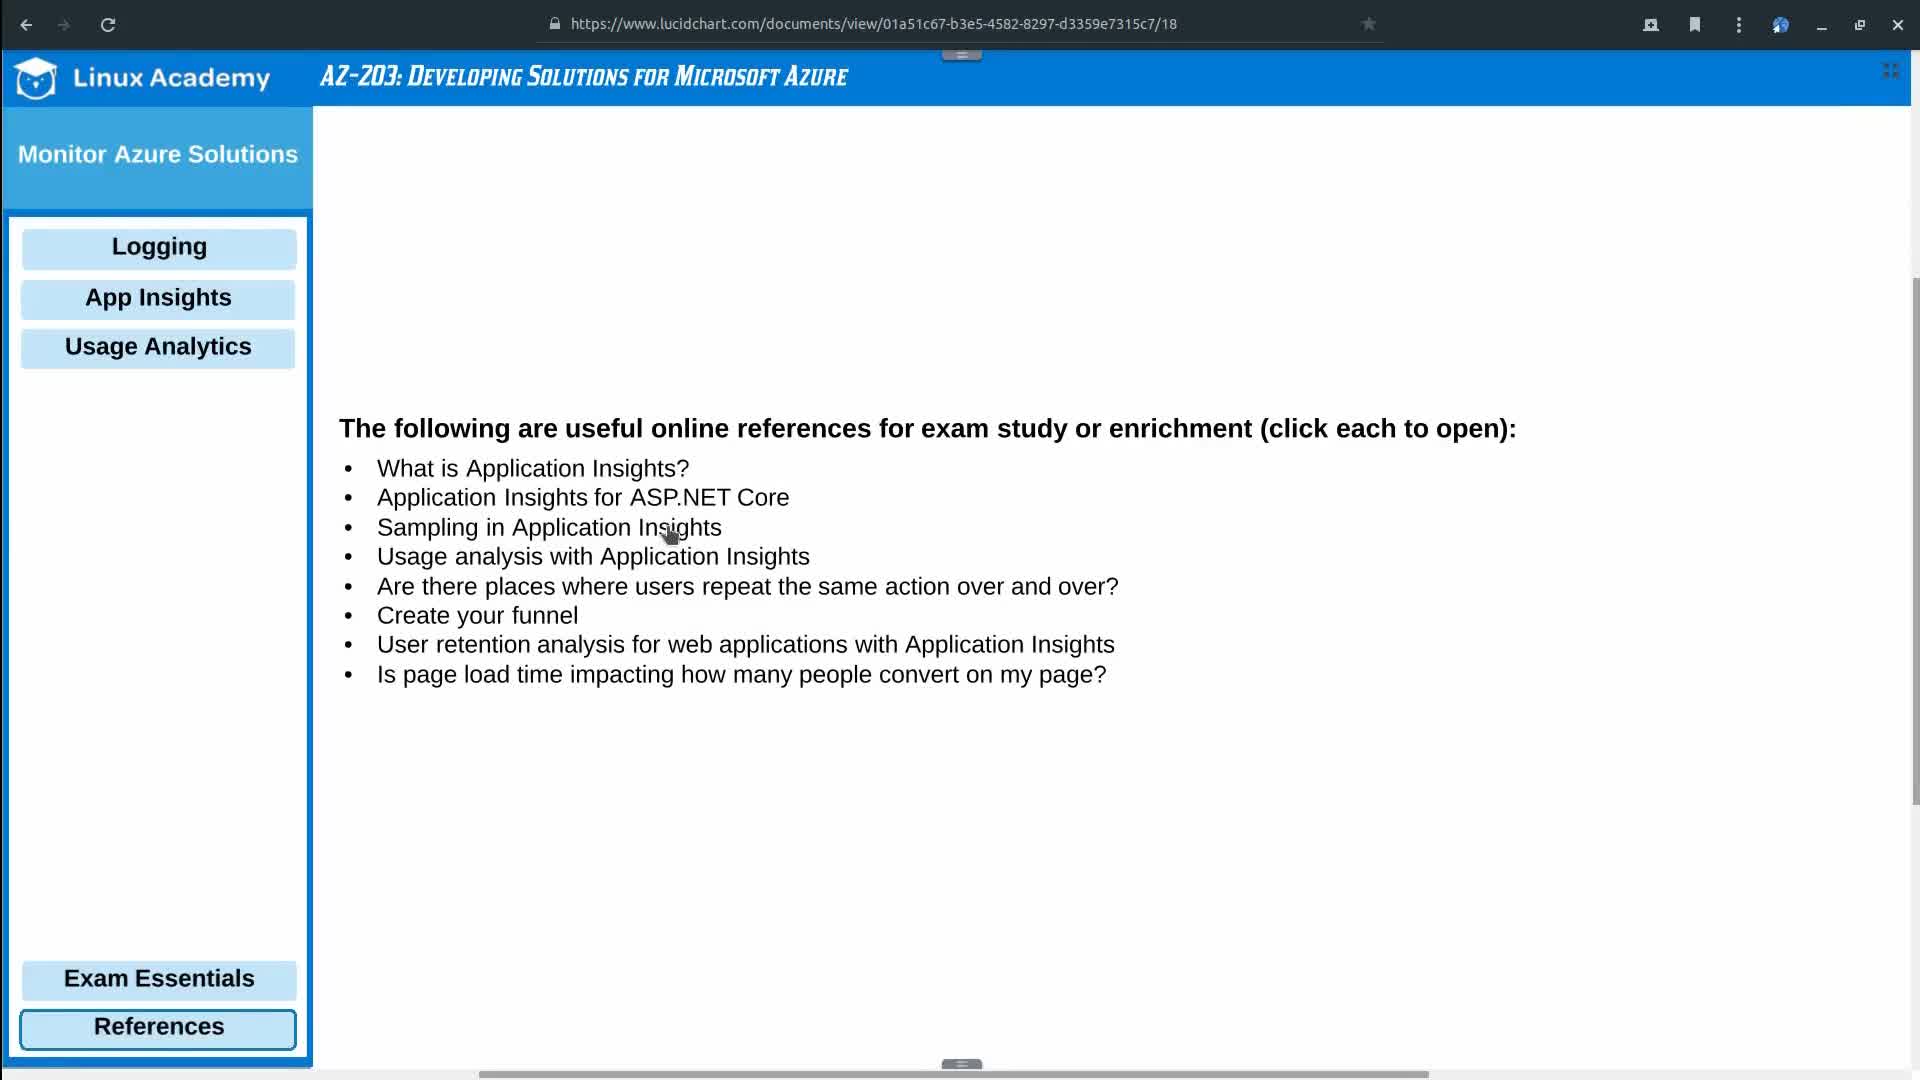 https://www.lucidchart.com/documents/view/01a51c67-b3e5-4582-8297-d3359e7315c7/18
Linux Academy
AZ-203: Developing Solutions for Microsoft Azure
Monitor Azure Solutions
Logging
App Insights
Usage Analytics
The following are useful online references for exam study or enrichment (click each to open):
• What is Application Insights?
• Application Insights for ASP.NET Core
• Sampling in Application Insights
• Usage analysis with Application Insights
• Are there places where users repeat the same action over and over?
• Create your funnel
• User retention analysis for web applications with Application Insights
• Is page load time impacting how many people convert on my page?
Exam Essentials
References